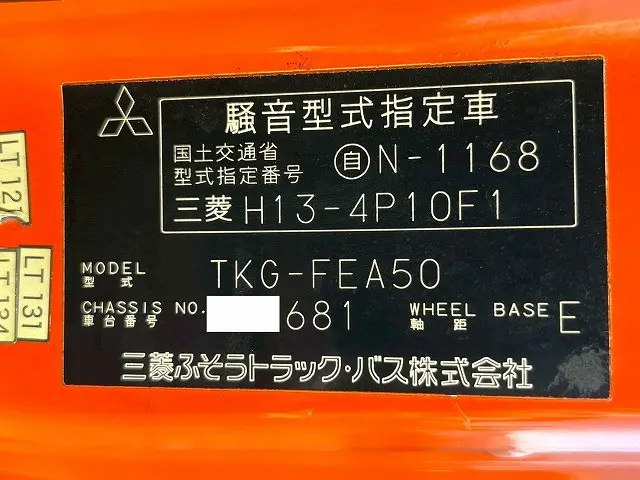 騒音型式指定車
国土交通省
型式指定番号
自 N-1168
三菱 H13-4P10F1
MODEL
型式
TKG-FEA50
CHASSIS NO.
車台番号
681
WHEEL BASE
軸距
E
三菱ふそうトラック・バス株式会社
LT 131
LT 124